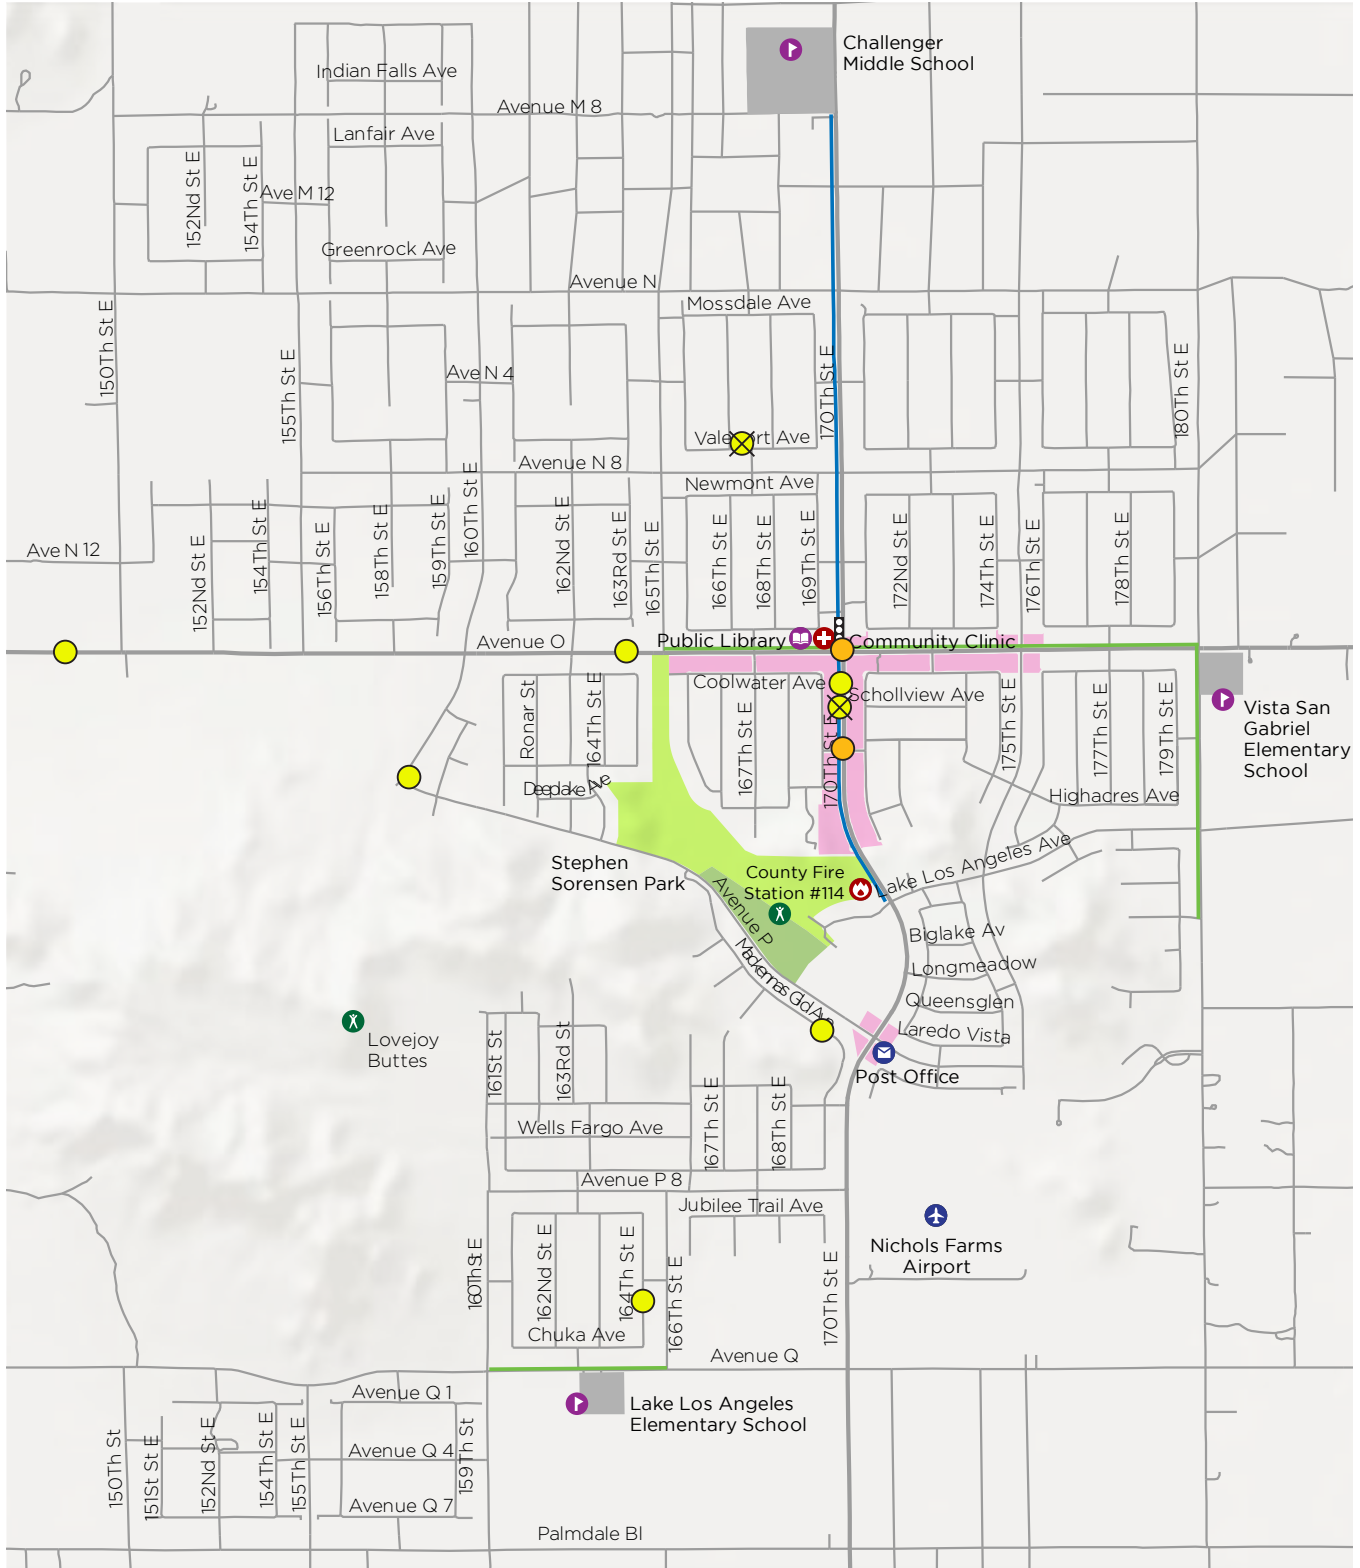 Challenger
Middle School
Indian Falls Ave
Avenue M 8
Lanfair Ave
152Nd St E
154Th St E
Ave M 12
Greenrock Ave
Avenue N
Mossdale Ave
150Th St E
155Th St E
Ave N 4
170Th St E
180Th St E
Avenue N 8
Newmont Ave
Ave N 12
152Nd St E
154Th St E
156Th St E
158Th St E
159Th St E
160Th St E
162Nd St E
163Rd St E
165Th St E
166Th St E
168Th St E
169Th St E
172Nd St E
174Th St E
176Th St E
178Th St E
Avenue O
Public Library
Community Clinic
Coolwater Ave
Schollview Ave
Ronar St
164Th St E
167Th St E
170Th St E
175Th St E
177Th St E
179Th St E
Vista San
Gabriel
Elementary
School
Highacres Ave
Stephen
Sorensen Park
County Fire
Station #114
Lake Los Angeles Ave
Avenue P
Biglake Av
Longmeadow
Queensglen
Laredo Vista
Post Office
Lovejoy
Buttes
161St St
163Rd St
167Th St E
168Th St E
Wells Fargo Ave
Avenue P 8
Jubilee Trail Ave
Nichols Farms
Airport
162Nd St E
164Th St E
166Th St E
170Th St E
Chuka Ave
Avenue Q
Lake Los Angeles
Elementary School
Avenue Q 1
Avenue Q 4
Avenue Q 7
150Th St
151St St E
152Nd St E
154Th St E
155Th St E
159Th St
Palmdale Bl